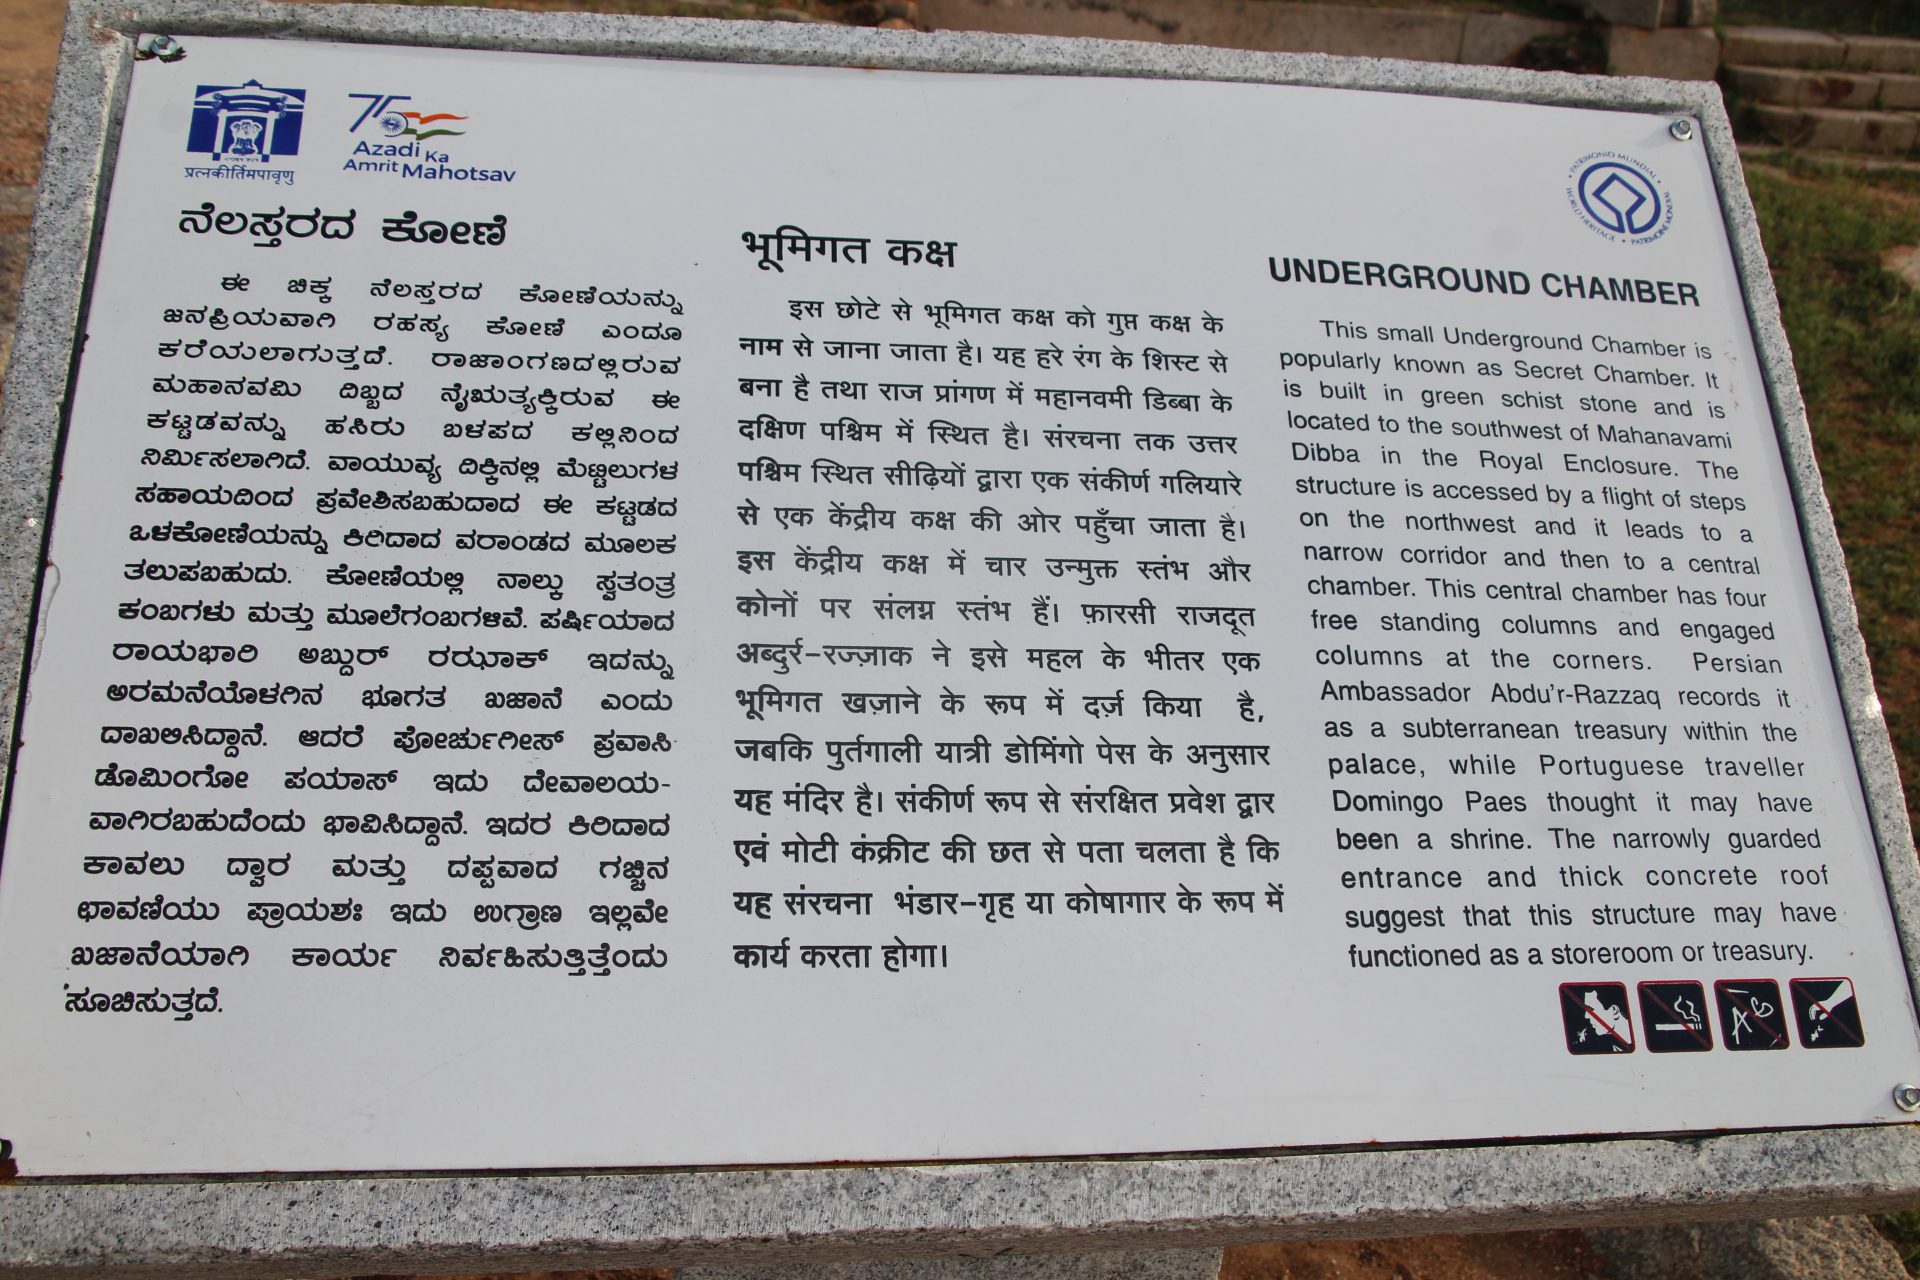 प्रत्नकीर्तिमपावृणु
75
Azadi Ka
Amrit Mahotsav
PATRIMONIO MUNDIAL • WORLD HERITAGE • PATRIMOINE MONDIAL
ನೆಲಸ್ತರದ ಕೋಣೆ
ಈ ಚಿಕ್ಕ ನೆಲಸ್ತರದ ಕೋಣೆಯನ್ನು
ಜನಪ್ರಿಯವಾಗಿ ರಹಸ್ಯ ಕೋಣೆ ಎಂದೂ
ಕರೆಯಲಾಗುತ್ತದೆ. ರಾಜಾಂಗಣದಲ್ಲಿರುವ
ಮಹಾನವಮಿ ದಿಬ್ಬದ ನೈಋತ್ಯಕ್ಕಿರುವ ಈ
ಕಟ್ಟಡವನ್ನು ಹಸಿರು ಬಳಪದ ಕಲ್ಲಿನಿಂದ
ನಿರ್ಮಿಸಲಾಗಿದೆ. ವಾಯುವ್ಯ ದಿಕ್ಕಿನಲ್ಲಿ ಮೆಟ್ಟಿಲುಗಳ
ಸಹಾಯದಿಂದ ಪ್ರವೇಶಿಸಬಹುದಾದ ಈ ಕಟ್ಟಡದ
ಒಳಕೋಣೆಯನ್ನು ಕಿರಿದಾದ ವರಾಂಡದ ಮೂಲಕ
ತಲುಪಬಹುದು. ಕೋಣೆಯಲ್ಲಿ ನಾಲ್ಕು ಸ್ವತಂತ್ರ
ಕಂಬಗಳು ಮತ್ತು ಮೂಲೆಗಂಬಗಳಿವೆ. ಪರ್ಷಿಯಾದ
ರಾಯಭಾರಿ ಅಬ್ದುರ್ ರಝಾಕ್ ಇದನ್ನು
ಅರಮನೆಯೊಳಗಿನ ಭೂಗತ ಖಜಾನೆ ಎಂದು
ದಾಖಲಿಸಿದ್ದಾನೆ. ಆದರೆ ಪೋರ್ಚುಗೀಸ್ ಪ್ರವಾಸಿ
ಡೊಮಿಂಗೋ ಪಯಾಸ್ ಇದು ದೇವಾಲಯ-
ವಾಗಿರಬಹುದೆಂದು ಭಾವಿಸಿದ್ದಾನೆ. ಇದರ ಕಿರಿದಾದ
ಕಾವಲು ದ್ವಾರ ಮತ್ತು ದಪ್ಪವಾದ ಗಚ್ಚಿನ
ಛಾವಣಿಯು ಪ್ರಾಯಶಃ ಇದು ಉಗ್ರಾಣ ಇಲ್ಲವೇ
ಖಜಾನೆಯಾಗಿ ಕಾರ್ಯ ನಿರ್ವಹಿಸುತ್ತಿತ್ತೆಂದು
ಸೂಚಿಸುತ್ತದೆ.
भूमिगत कक्ष
इस छोटे से भूमिगत कक्ष को गुप्त कक्ष के
नाम से जाना जाता है। यह हरे रंग के शिस्ट से
बना है तथा राज प्रांगण में महानवमी डिब्बा के
दक्षिण पश्चिम में स्थित है। संरचना तक उत्तर
पश्चिम स्थित सीढ़ियों द्वारा एक संकीर्ण गलियारे
से एक केंद्रीय कक्ष की ओर पहुँचा जाता है।
इस केंद्रीय कक्ष में चार उन्मुक्त स्तंभ और
कोनों पर संलग्न स्तंभ हैं। फ़ारसी राजदूत
अब्दुर्र-रज्ज़ाक ने इसे महल के भीतर एक
भूमिगत खज़ाने के रूप में दर्ज़ किया है,
जबकि पुर्तगाली यात्री डोमिंगो पेस के अनुसार
यह मंदिर है। संकीर्ण रूप से संरक्षित प्रवेश द्वार
एवं मोटी कंक्रीट की छत से पता चलता है कि
यह संरचना भंडार-गृह या कोषागार के रूप में
कार्य करता होगा।
UNDERGROUND CHAMBER
This small Underground Chamber is
popularly known as Secret Chamber. It
is built in green schist stone and is
located to the southwest of Mahanavami
Dibba in the Royal Enclosure. The
structure is accessed by a flight of steps
on the northwest and it leads to a
narrow corridor and then to a central
chamber. This central chamber has four
free standing columns and engaged
columns at the corners. Persian
Ambassador Abdu'r-Razzaq records it
as a subterranean treasury within the
palace, while Portuguese traveller
Domingo Paes thought it may have
been a shrine. The narrowly guarded
entrance and thick concrete roof
suggest that this structure may have
functioned as a storeroom or treasury.